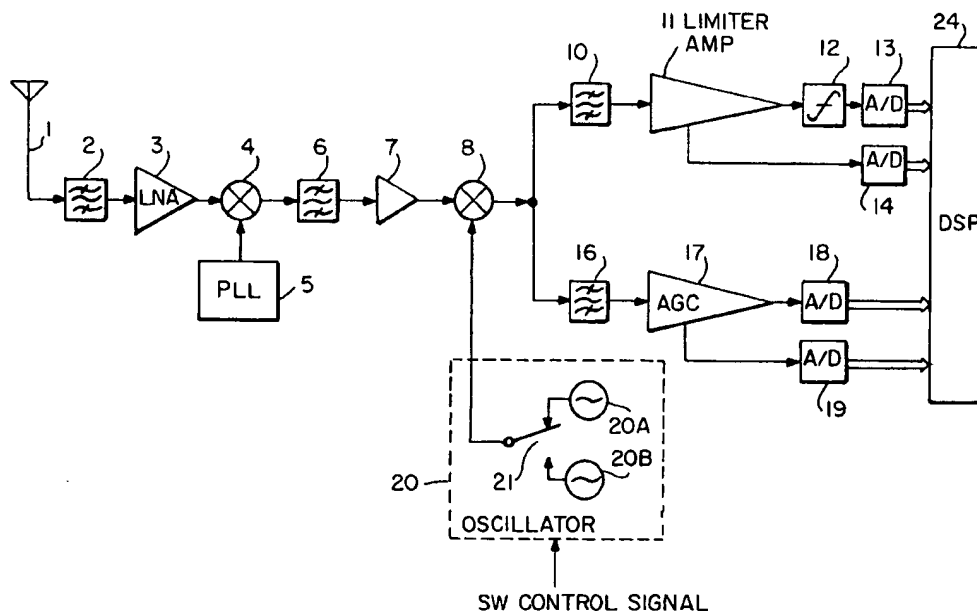 11 LIMITER
AMP
24
10
12
13
A/D
1
2
3
4
6
7
8
LNA
A/D
14
DSP
5
PLL
16
17
18
AGC
A/D
A/D
19
20A
20
21
20B
OSCILLATOR
SW CONTROL SIGNAL